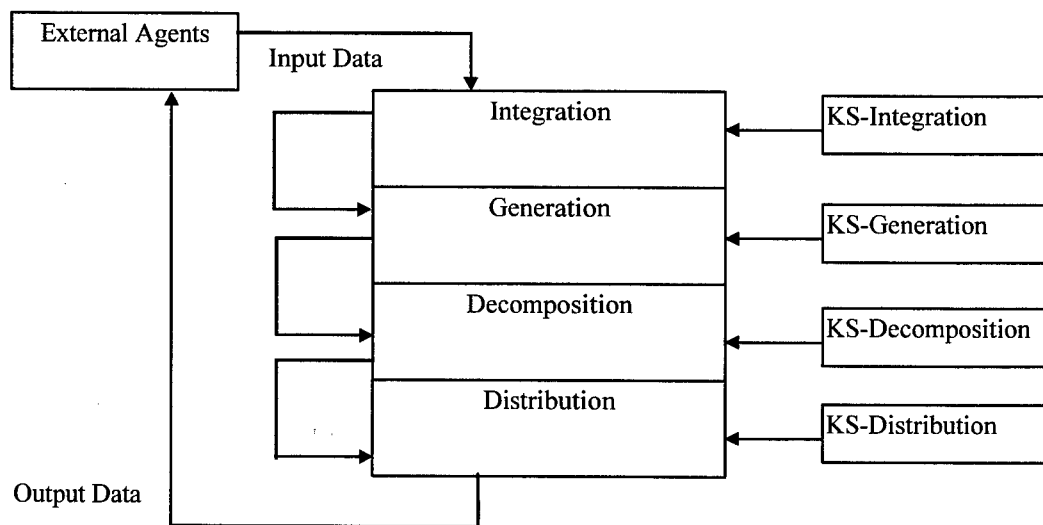 External Agents
Input Data
Integration
KS-Integration
Generation
KS-Generation
Decomposition
KS-Decomposition
Distribution
KS-Distribution
Output Data